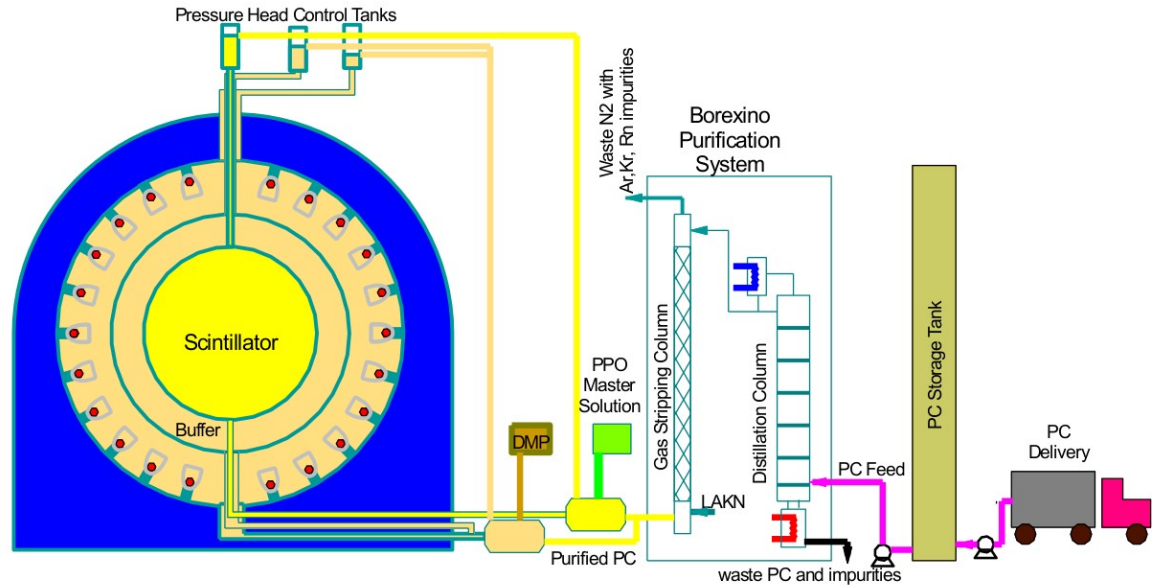 Pressure Head Control Tanks
Waste N2 with
Ar,Kr, Rn impurities
Borexino
Purification
System
Scintillator
Buffer
PPO
Master
Solution
DMP
Gas Stripping Column
Distillation Column
LAKN
Purified PC
waste PC and impurities
PC Feed
PC Storage Tank
PC
Delivery